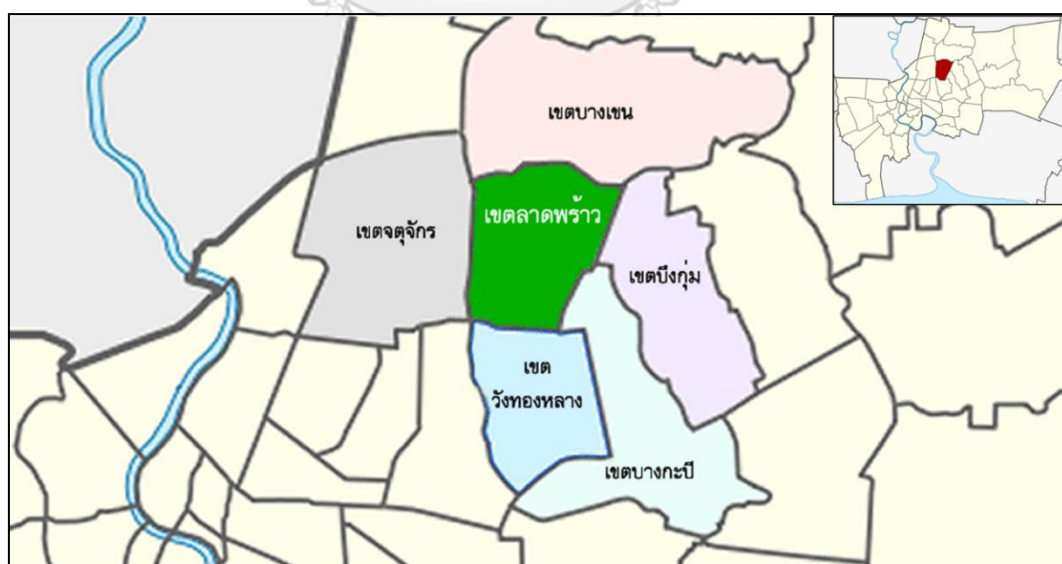 เขตบางเขน
เขตลาดพร้าว
เขตจตุจักร
เขตบึงกุ่ม
เขต
วังทองหลาง
เขตบางกะปิ